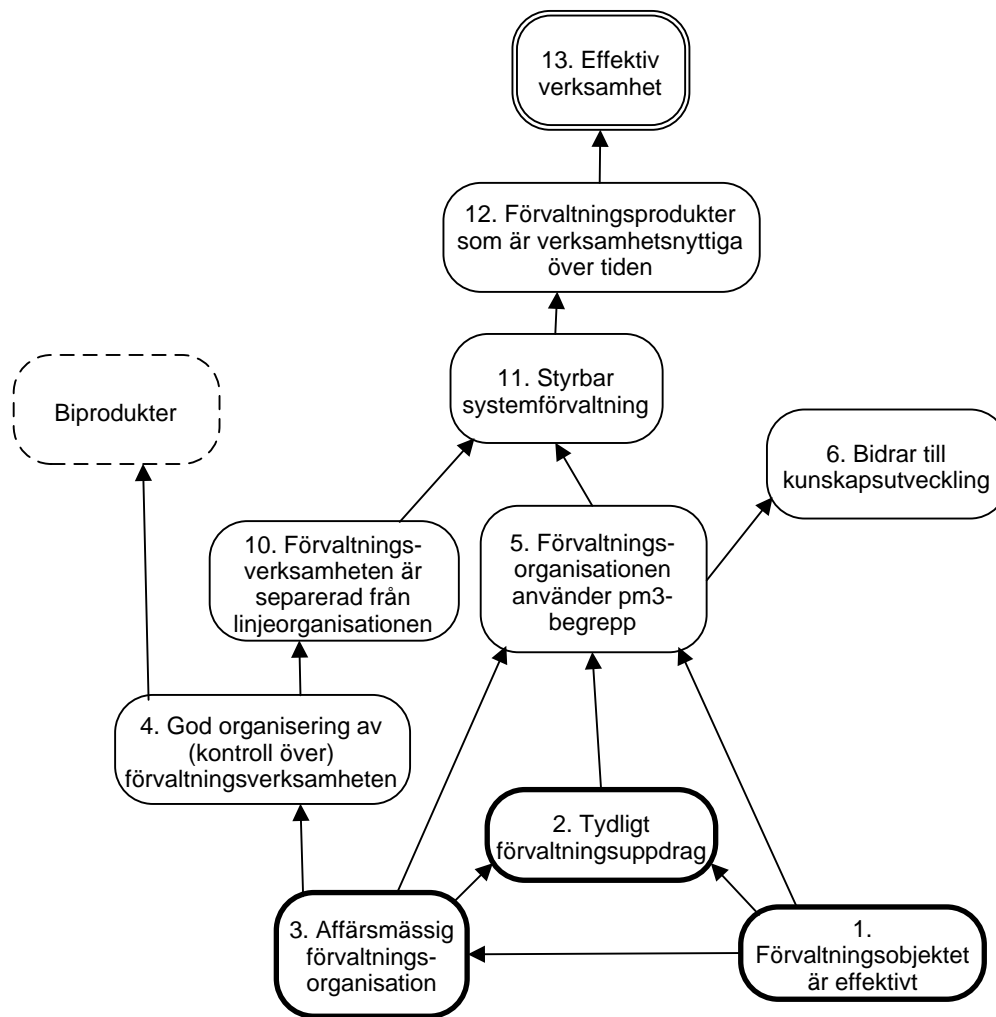 13. Effektiv
verksamhet
12. Förvaltningsprodukter
som är verksamhetsnyttiga
över tiden
11. Styrbar
systemförvaltning
Biprodukter
6. Bidrar till
kunskapsutveckling
10. Förvaltnings-
verksamheten är
separerad från
linjeorganisationen
5. Förvaltnings-
organisationen
använder pm3-
begrepp
4. God organisering av
(kontroll över)
förvaltningsverksamheten
2. Tydligt
förvaltningsuppdrag
3. Affärsmässig
förvaltnings-
organisation
1.
Förvaltningsobjektet
är effektivt